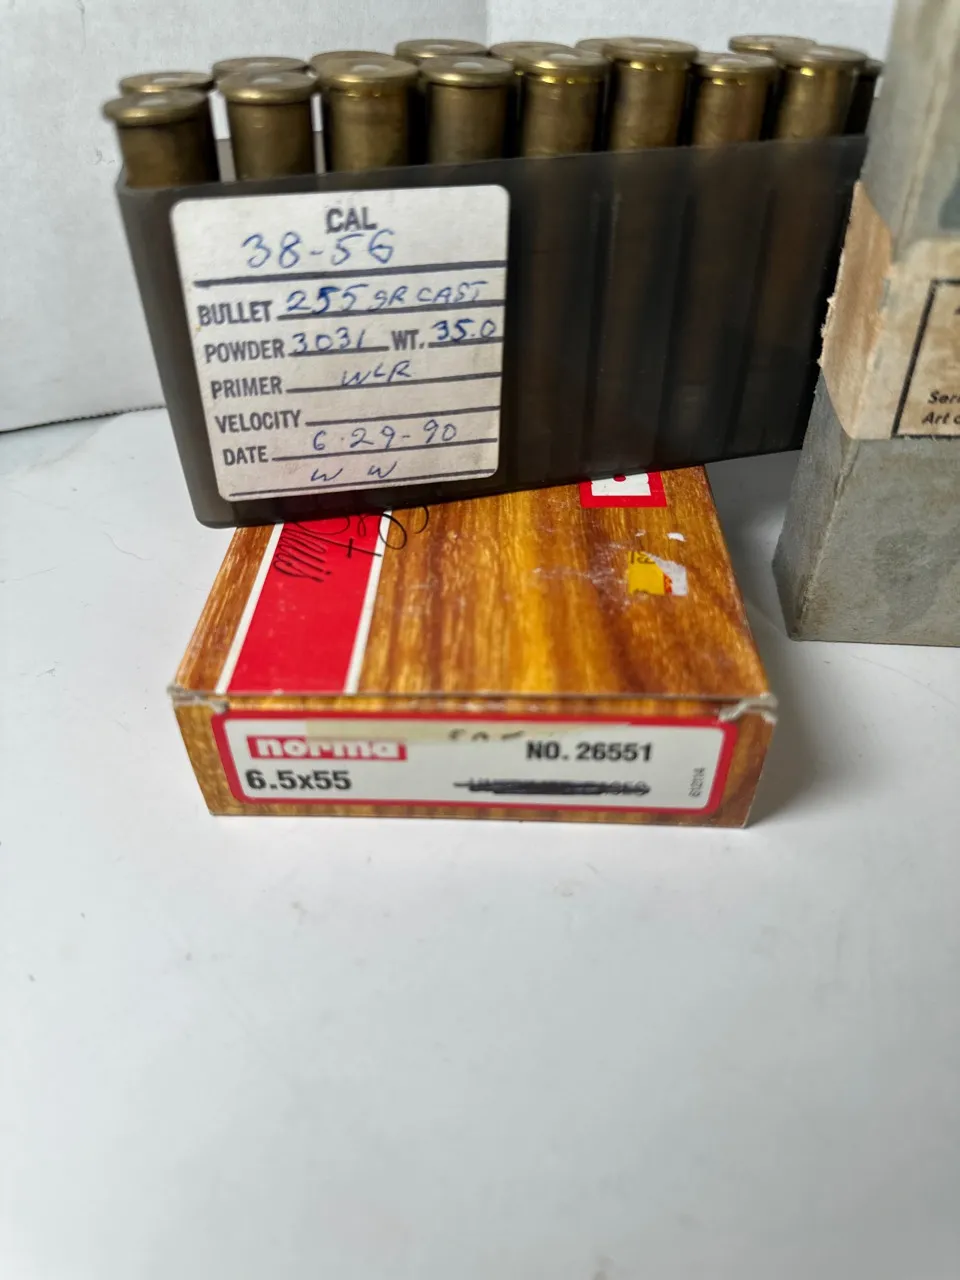 CAL
38-56
BULLET 255 GR CAST
POWDER 3031 WT. 35.0
PRIMER WLR
VELOCITY
DATE 6-29-90
W W
norma
NO. 26551
6.5x55
Art